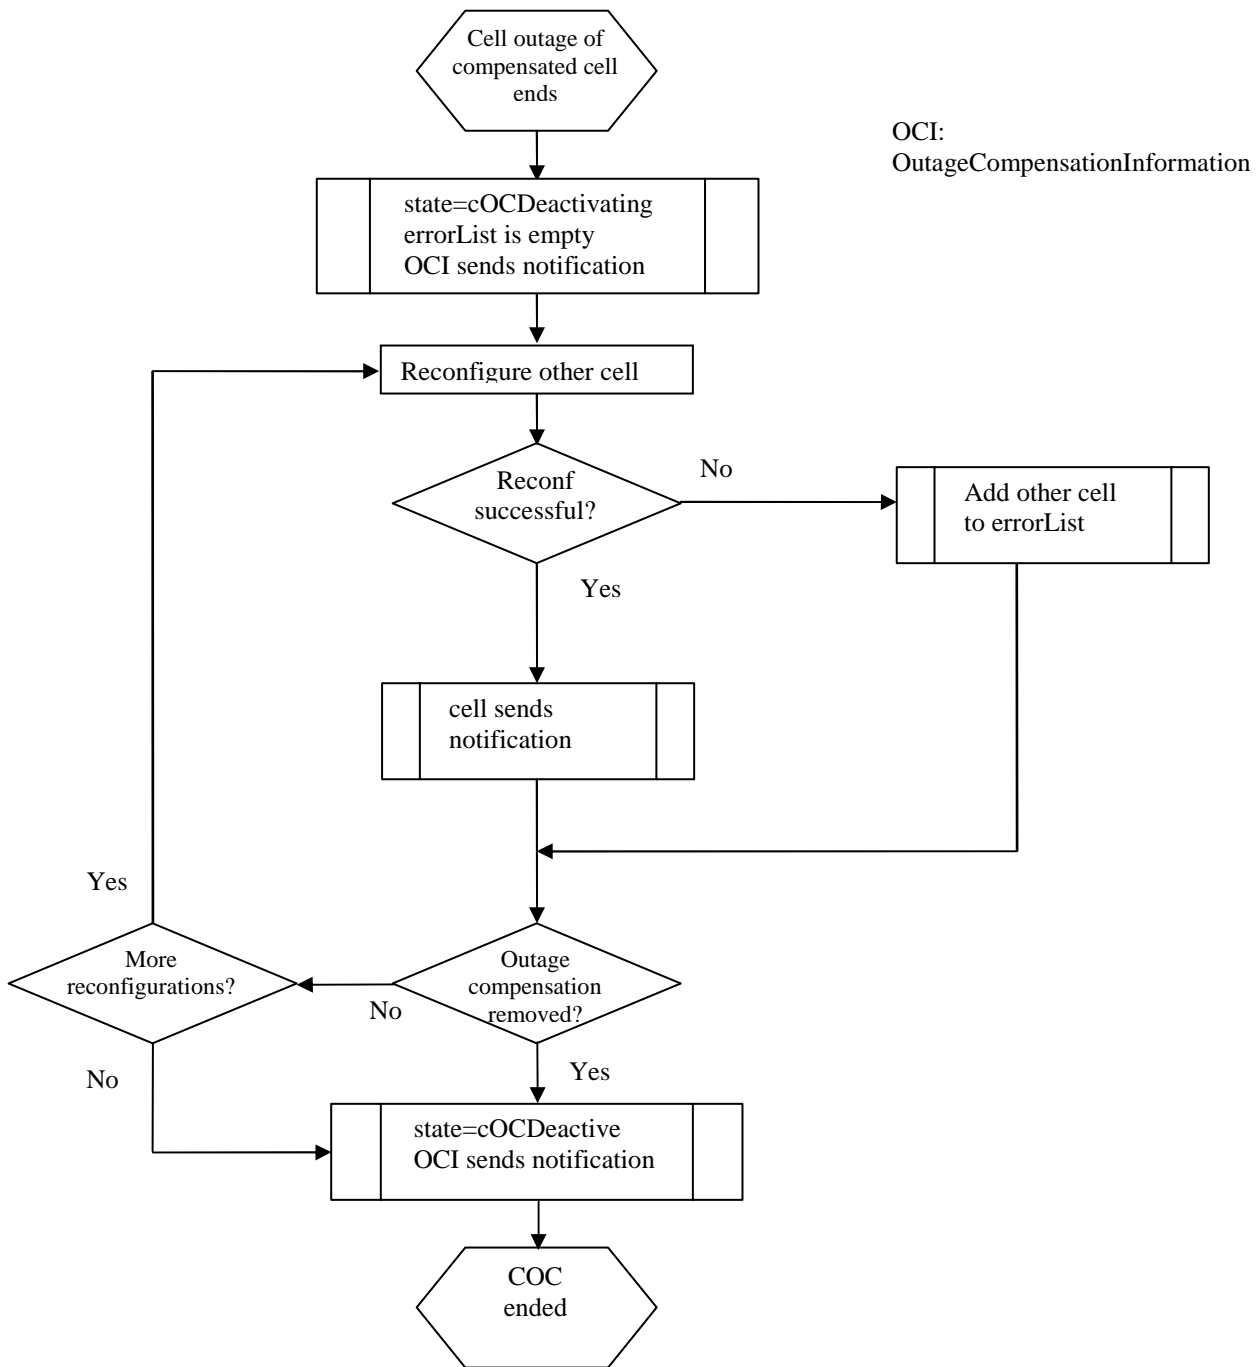 Cell outage of
compensated cell
ends
OCI:
OutageCompensationInformation
state=cOCDeactivating
errorList is empty
OCI sends notification
Reconfigure other cell
Reconf
successful?
No
Add other cell
to errorList
Yes
cell sends
notification
Yes
More
reconfigurations?
No
Outage
compensation
removed?
No
Yes
state=cOCDeactive
OCI sends notification
COC
ended